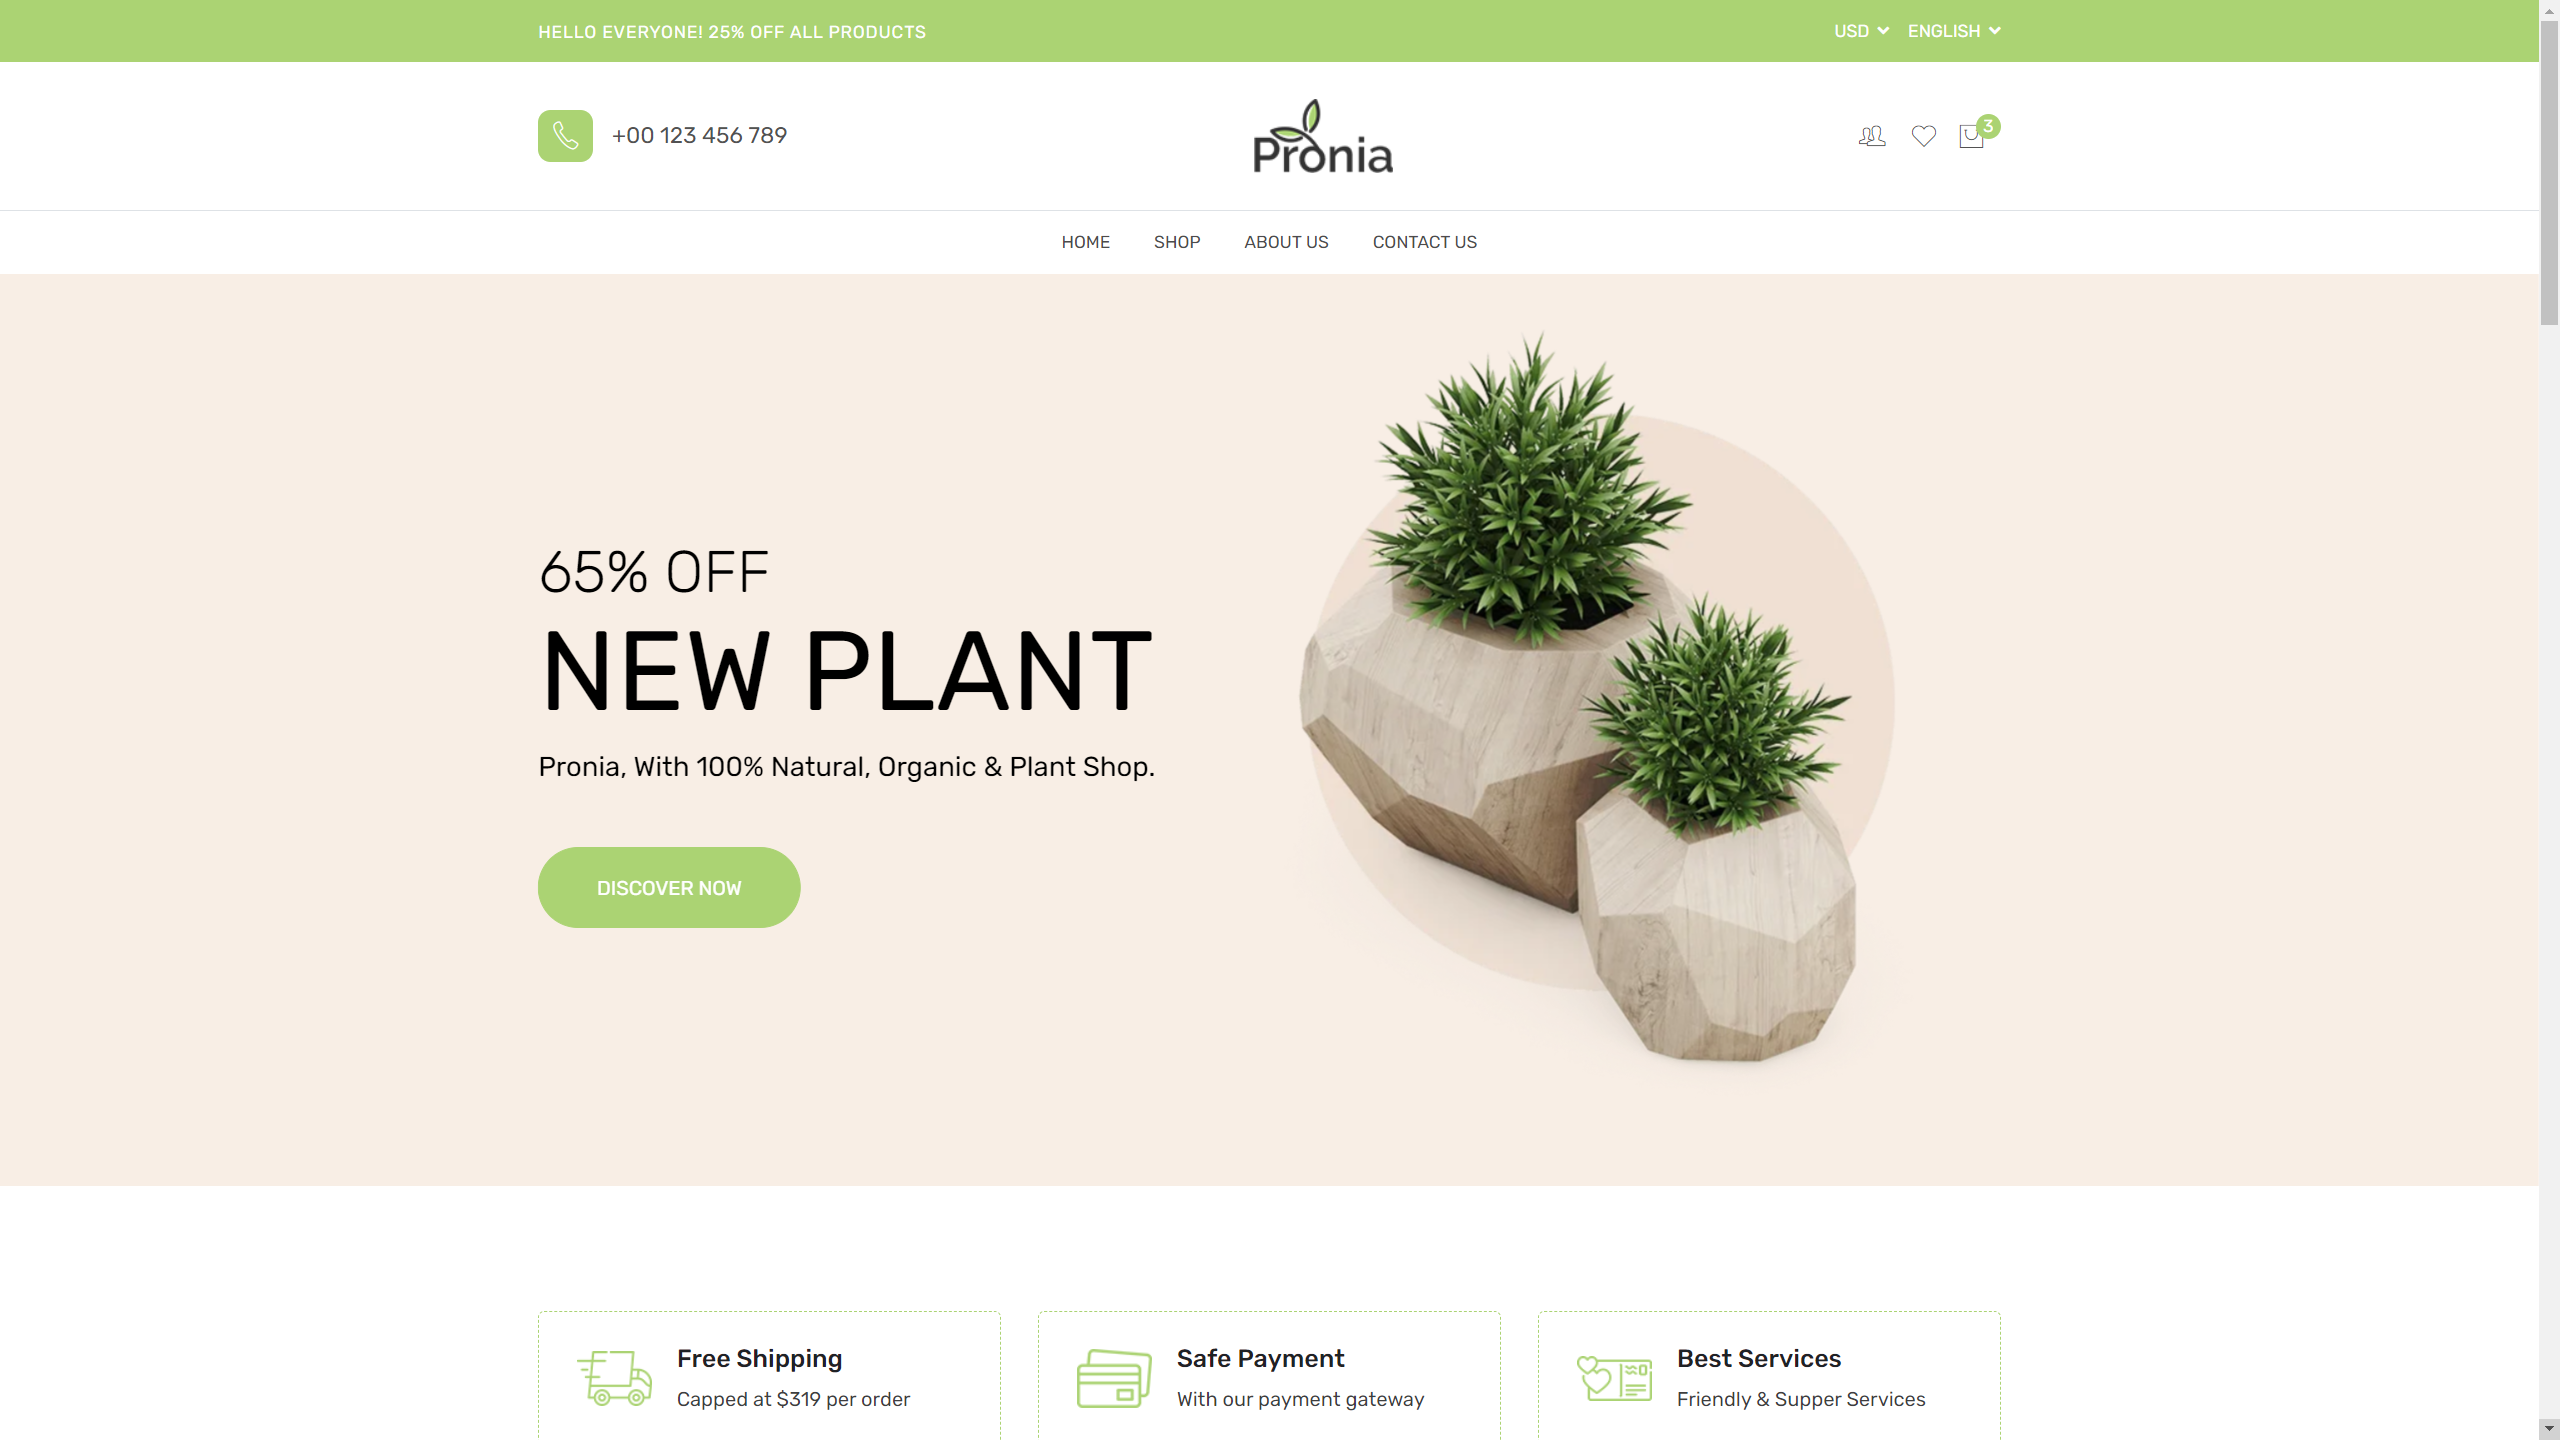 HELLO EVERYONE! 25% OFF ALL PRODUCTS
USD ENGLISH
+00 123 456 789
Pronia
3
HOME SHOP ABOUT US CONTACT US
65% OFF
NEW PLANT
Pronia, With 100% Natural, Organic & Plant Shop.
DISCOVER NOW
Free Shipping
Capped at $319 per order
Safe Payment
With our payment gateway
Best Services
Friendly & Supper Services